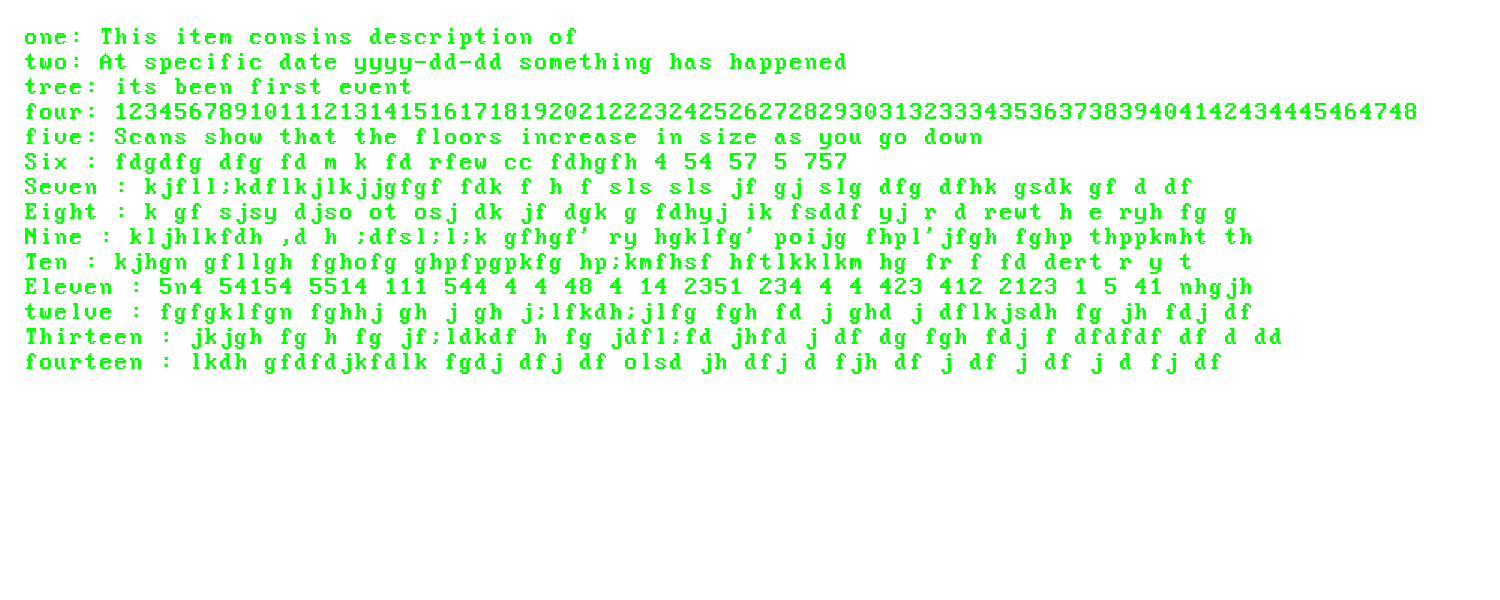 one: This item consins description of
two: At specific date yyyy-dd-dd something has happened
tree: its been first event
four: 123456789101112131415161718192021222324252627282930313233343536373839404142434445464748
five: Scans show that the floors increase in size as you go down
Six : fdgdfg dfg fd m k fd rfew cc fdhgfh 4 54 57 5 757
Seven : kjfll;kdflkjlkjjgfgf fdk f h f sls sls jf gj slg dfg dfhk gsdk gf d df
Eight : k gf sjsy djso ot osj dk jf dgk g fdhyj ik fsddf yj r d rewt h e ryh fg g
Nine : kljhlkfdh ,d h ;dfsl;l;k gfhgf' ry hgklfg' poijg fhpl'jfgh fghp thppkmht th
Ten : kjhgn gfllgh fghofg ghpfpgpkfg hp;kmfhsf hftlkklkm hg fr f fd dert r y t
Eleven : 5n4 54154 5514 111 544 4 4 48 4 14 2351 234 4 4 423 412 2123 1 5 41 nhgjh
twelve : fgfgklfgn fghhj gh j gh j;lfkdh;jlfg fgh fd j ghd j dflkjsdh fg jh fdj df
Thirteen : jkjgh fg h fg jf;ldkdf h fg jdfl;fd jhfd j df dg fgh fdj f dfdfdf df d dd
fourteen : lkdh gfdfdjkfdlk fgdj dfj df olsd jh dfj d fjh df j df j df j d fj df